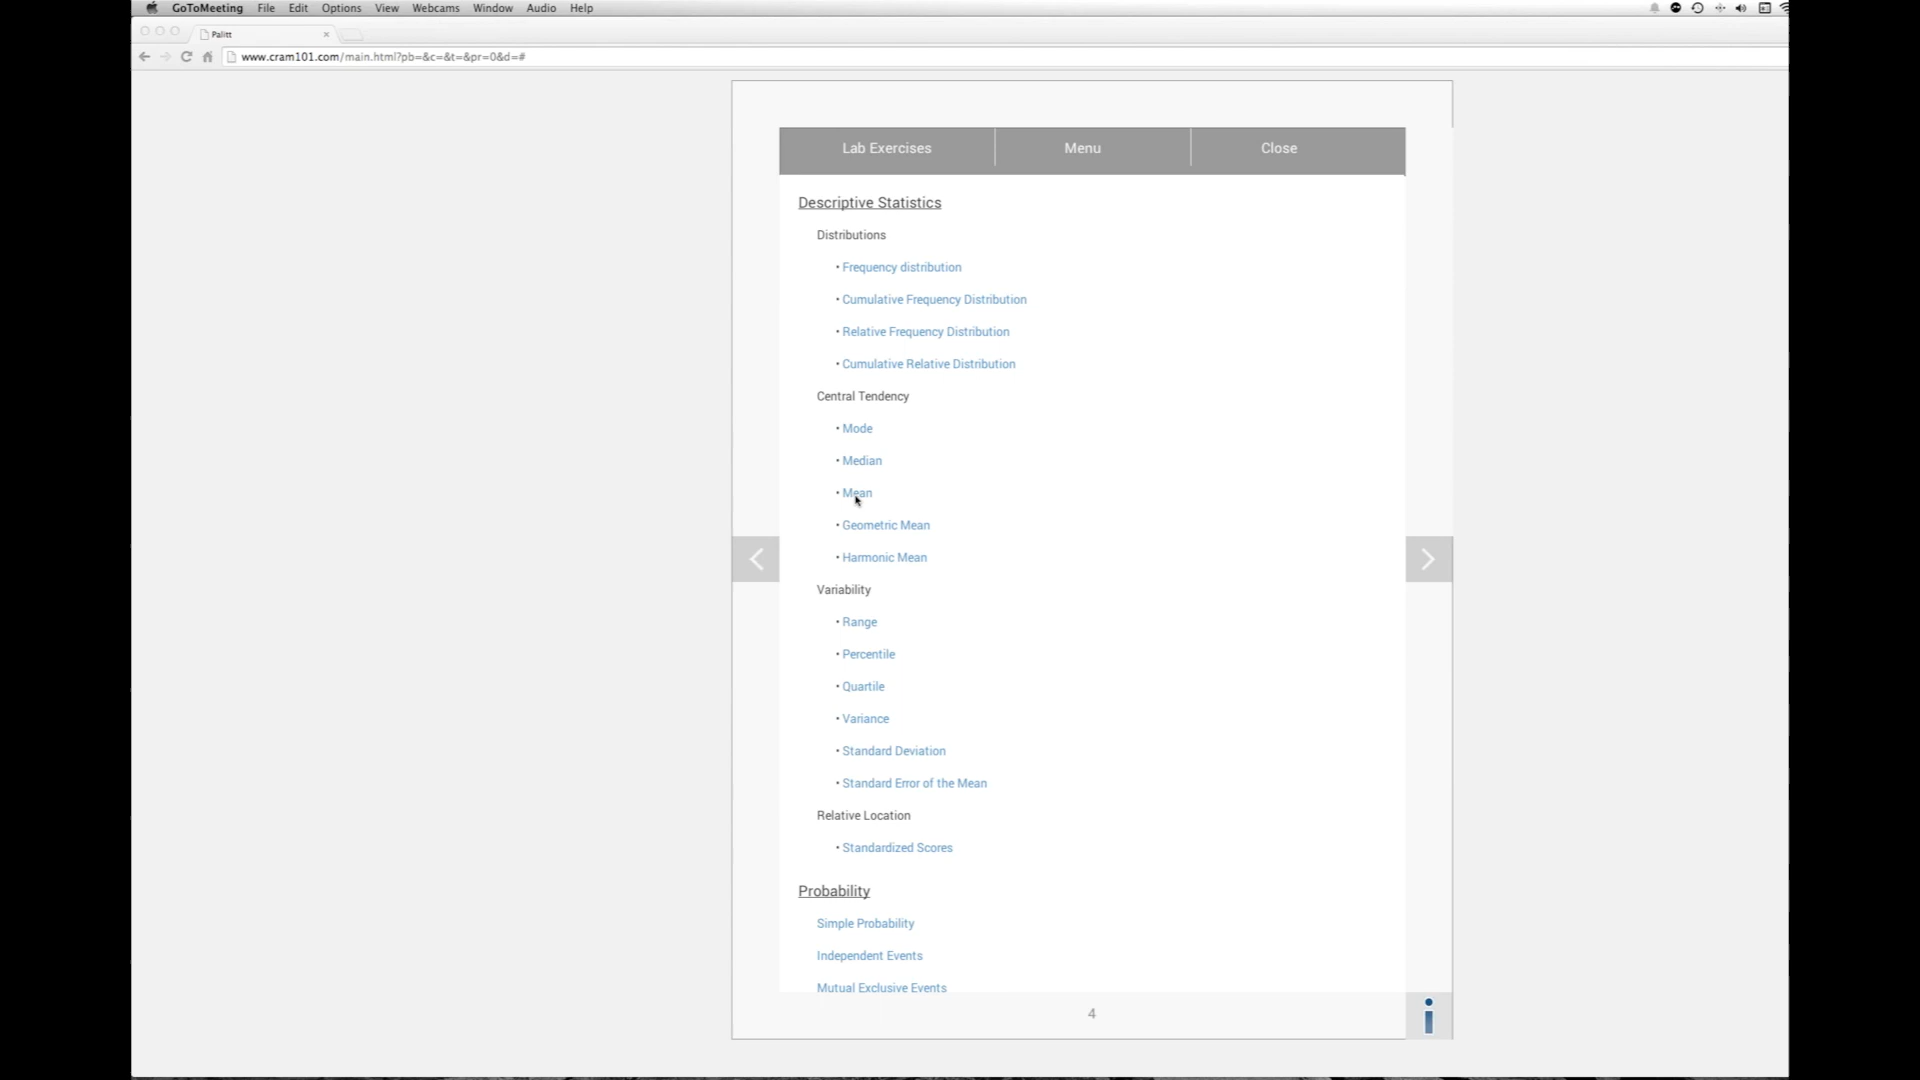 GoToMeeting File Edit Options View Webcams Window Audio Help
Palitt
www.cram101.com/main.html?pb=&c=&t=&pr=0&d=#
Lab Exercises Menu Close
Descriptive Statistics
Distributions
• Frequency distribution
• Cumulative Frequency Distribution
• Relative Frequency Distribution
• Cumulative Relative Distribution
Central Tendency
• Mode
• Median
• Mean
• Geometric Mean
• Harmonic Mean
Variability
• Range
• Percentile
• Quartile
• Variance
• Standard Deviation
• Standard Error of the Mean
Relative Location
• Standardized Scores
Probability
Simple Probability
Independent Events
Mutual Exclusive Events
4
i